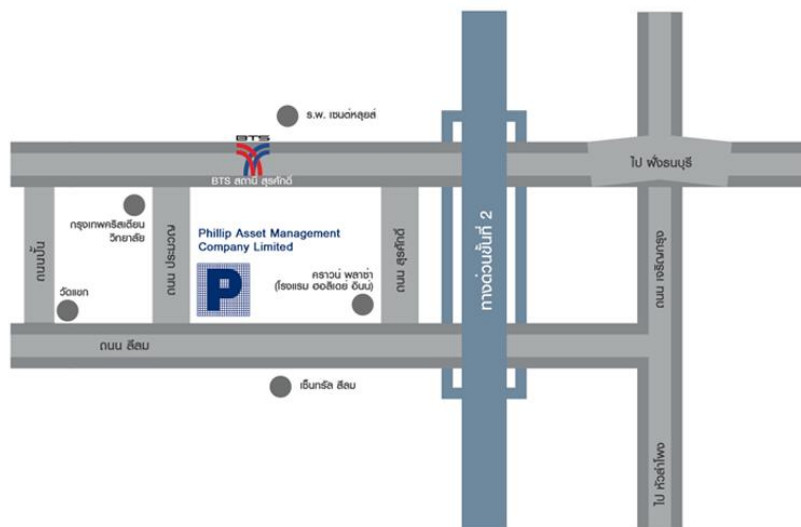 ร.พ. เซนต์หลุยส์
BTS
BTS สถานี สุรศักดิ์
ไป ฝั่งธนบุรี
กรุงเทพคริสเตียน
วิทยาลัย
Phillip Asset Management
Company Limited
P
ถนนปั้น
ถนน ประมวญ
วัดแขก
คราวน์ พลาซ่า
(โรงแรม ฮอลิเดย์ อินน์)
ถนน สุรศักดิ์
ทางด่วนขั้นที่ 2
ถนน เจริญกรุง
ถนน สีลม
เซ็นทรัล สีลม
ไป หัวลำโพง